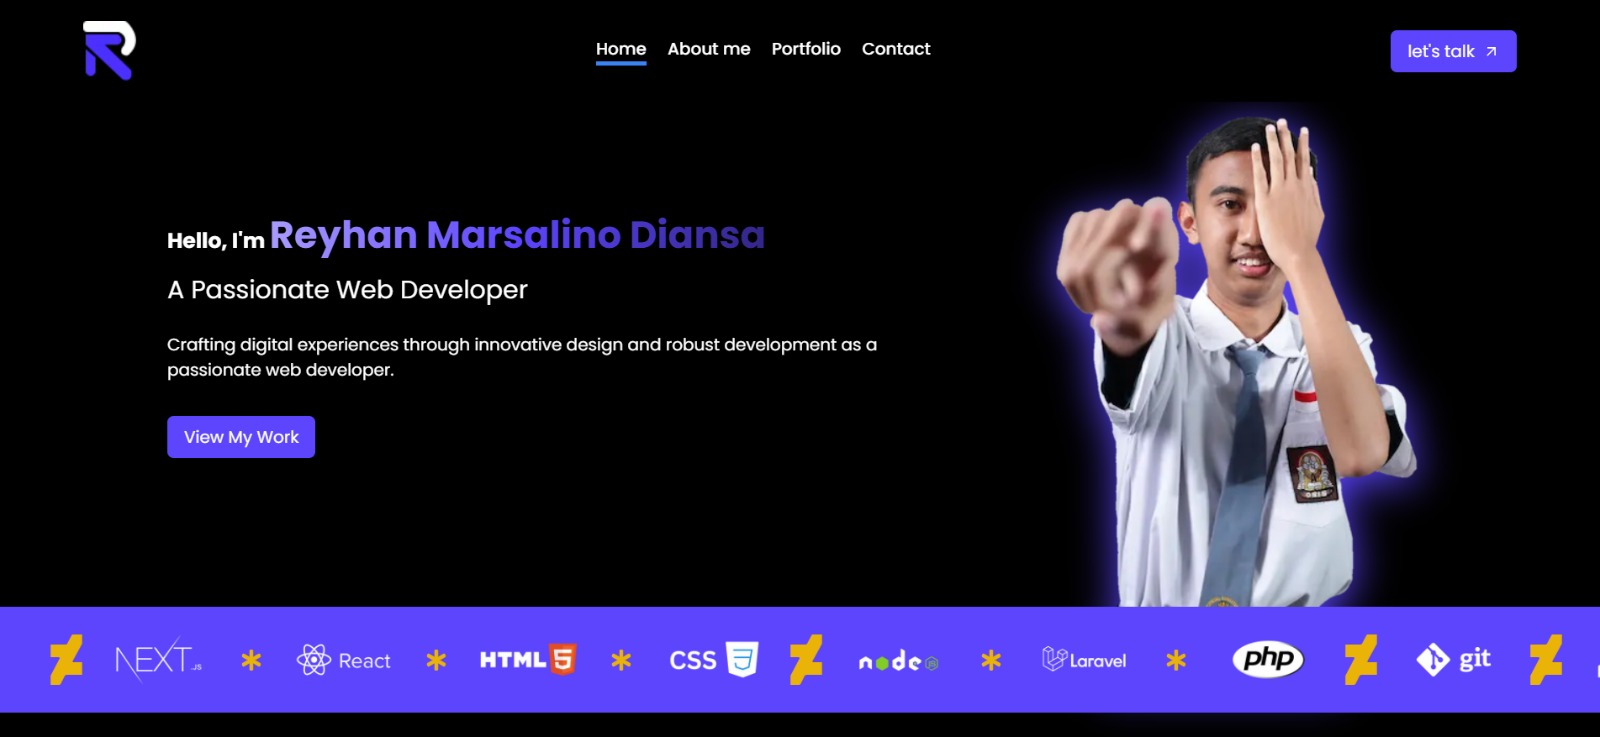 R
Home About me Portfolio Contact
let's talk
Hello, I'm Reyhan Marsalino Diansa
A Passionate Web Developer
Crafting digital experiences through innovative design and robust development as a
passionate web developer.
View My Work
NEXT.JS React HTML 5 CSS 3 node JS Laravel php git